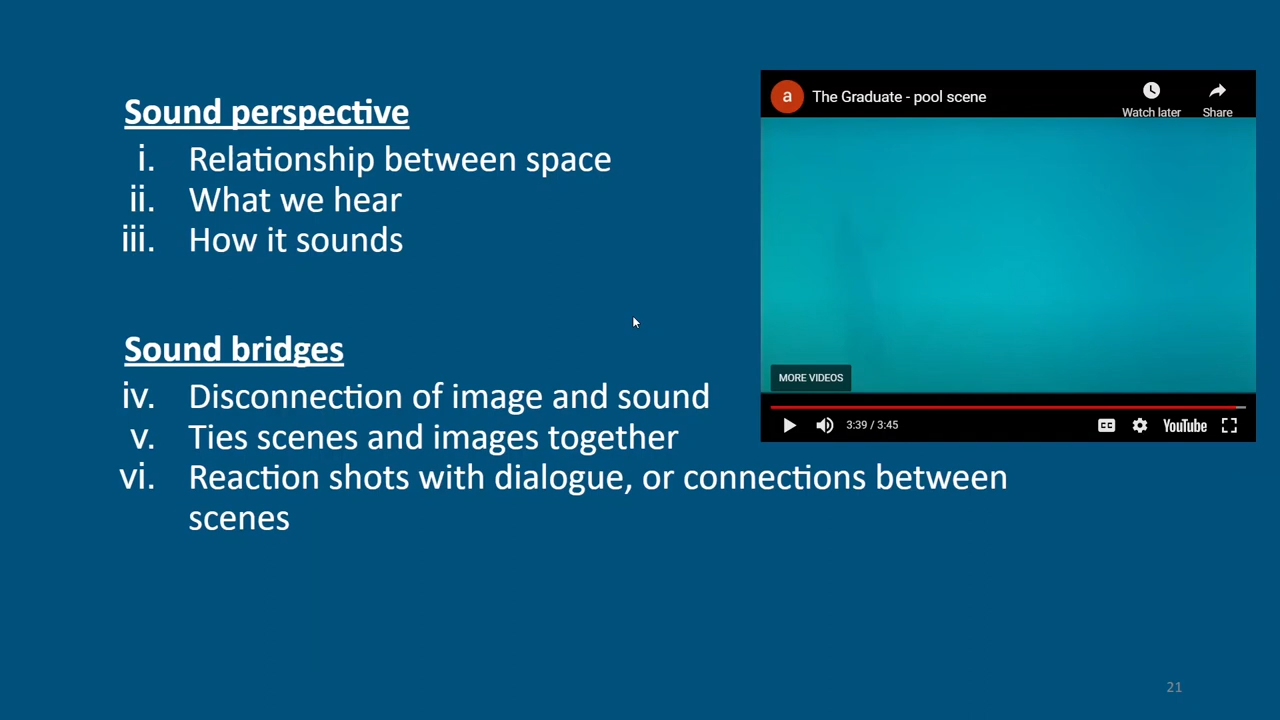 Sound perspective
i. Relationship between space
ii. What we hear
iii. How it sounds
Sound bridges
iv. Disconnection of image and sound
v. Ties scenes and images together
vi. Reaction shots with dialogue, or connections between
scenes
a The Graduate - pool scene
Watch later Share
MORE VIDEOS
3:39 / 3:45 CC YouTube
21